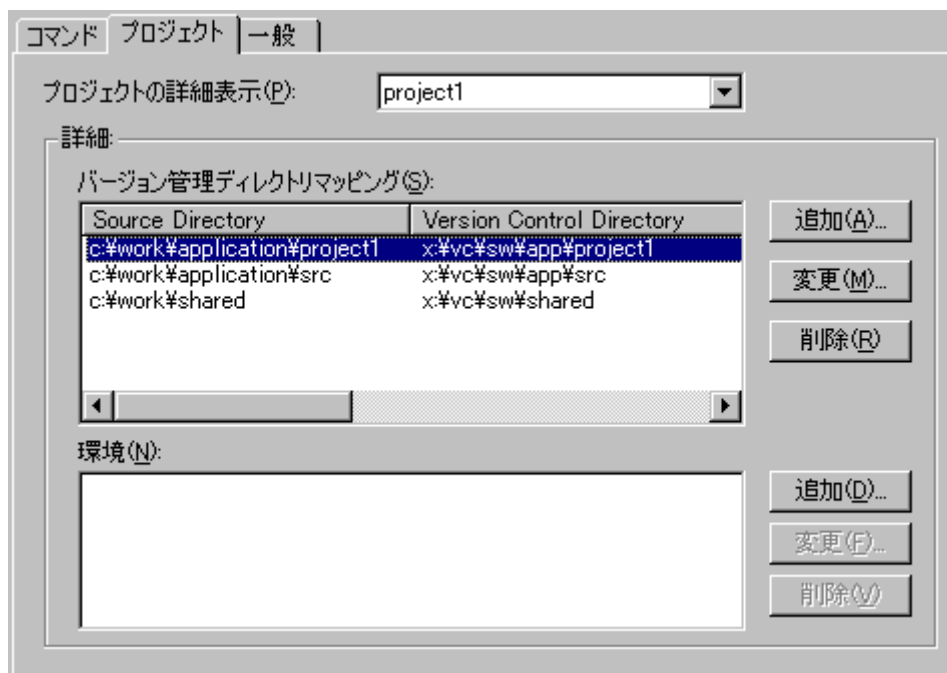 コマンド プロジェクト 一般
プロジェクトの詳細表示(P): project1
詳細:
バージョン管理ディレクトリマッピング(S):
Source Directory Version Control Directory 追加(A)...
c:¥work¥application¥project1 x:¥vc¥sw¥app¥project1
c:¥work¥application¥src x:¥vc¥sw¥app¥src 変更(M)...
c:¥work¥shared x:¥vc¥sw¥shared
削除(R)
環境(N):
追加(D)...
変更(F)...
削除(V)